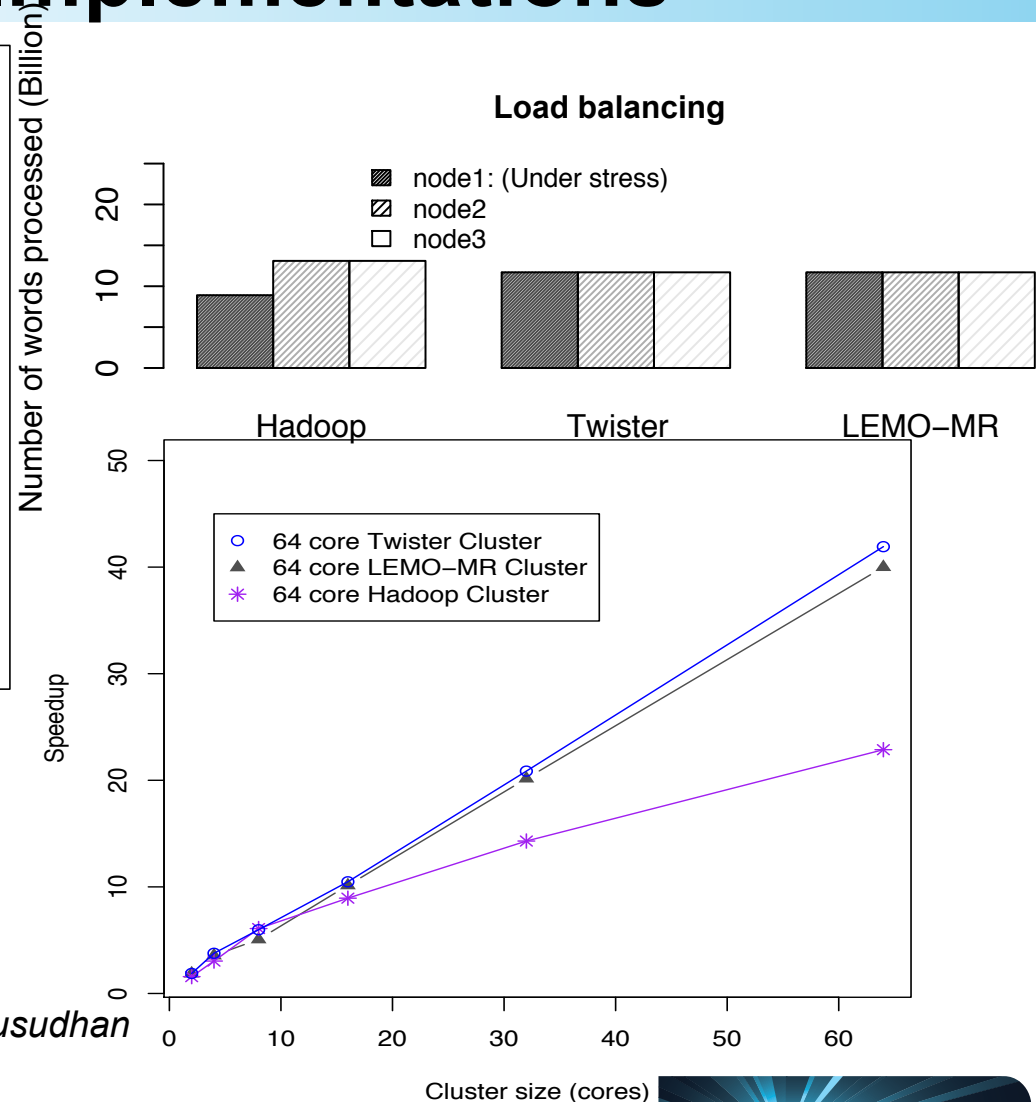 Implementations
Number of words processed (Billion)
Load balancing
node1: (Under stress)
node2
node3
0 10 20
Hadoop Twister LEMO−MR
64 core Twister Cluster
64 core LEMO−MR Cluster
64 core Hadoop Cluster
Speedup
0 10 20 30 40 50
usudhan
0 10 20 30 40 50 60
Cluster size (cores)